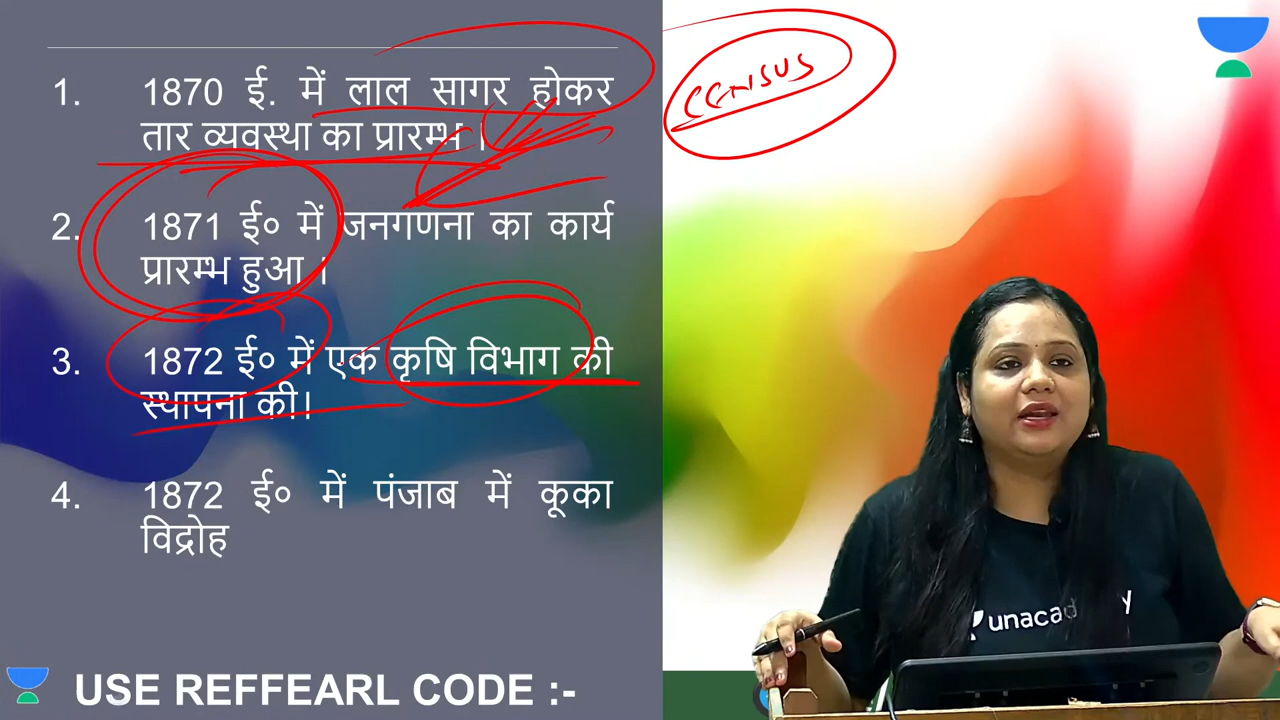 1. 1870 ई. में लाल सागर होकर
तार व्यवस्था का प्रारम्भ ।
2. 1871 ई० में जनगणना का कार्य
प्रारम्भ हुआ ।
3. 1872 ई० में एक कृषि विभाग की
स्थापना की।
4. 1872 ई० में पंजाब में कूका
विद्रोह
USE REFFEARL CODE :-
CENSUS